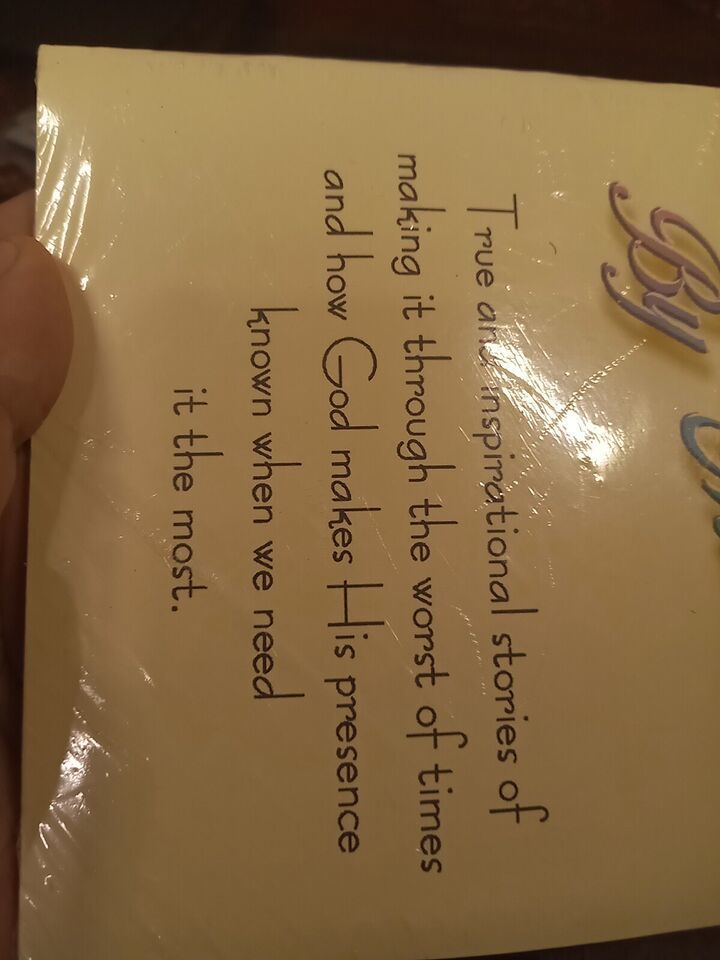 By
True and inspirational stories of
making it through the worst of times
and how God makes His presence
known when we need
it the most.